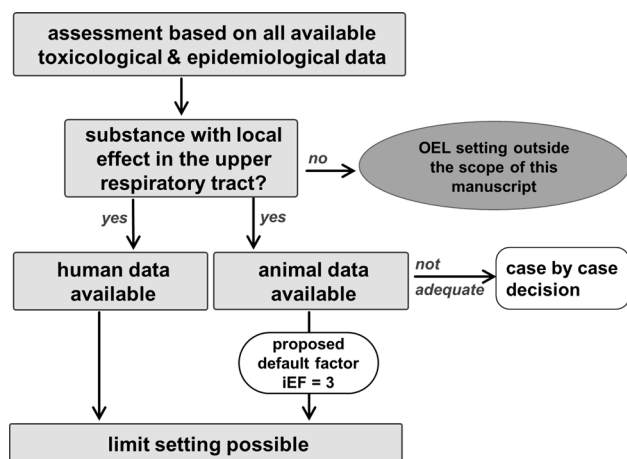 assessment based on all available
toxicological & epidemiological data
substance with local
effect in the upper
respiratory tract?
no
OEL setting outside
the scope of this
manuscript
yes
yes
human data
available
animal data
available
not
adequate
case by case
decision
proposed
default factor
iEF = 3
limit setting possible